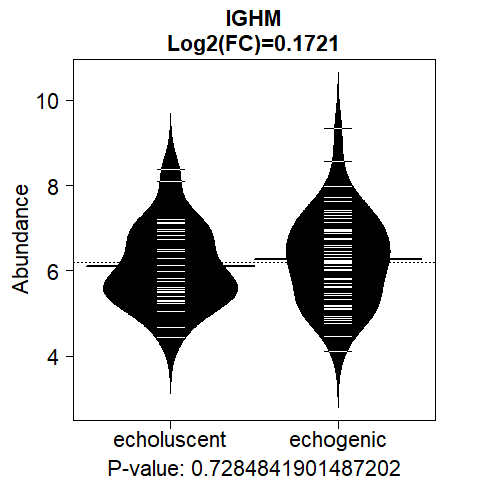 IGHM
Log2(FC)=0.1721
Abundance
10
8
6
4
echoluscent echogenic
P-value: 0.7284841901487202